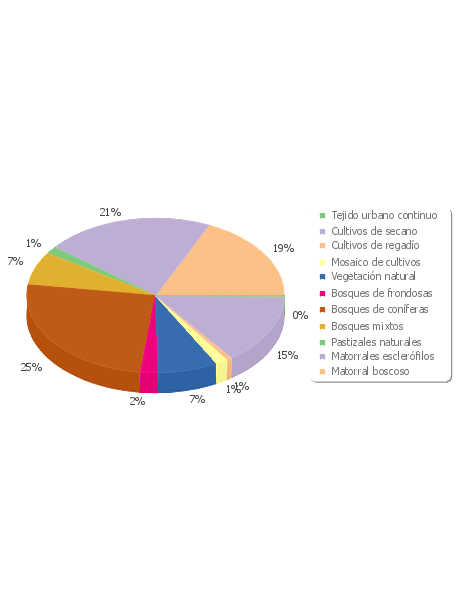 21%
19%
1%
7%
25%
2%
7%
1%
1%
15%
0%
Tejido urbano continuo
Cultivos de secano
Cultivos de regadío
Mosaico de cultivos
Vegetación natural
Bosques de frondosas
Bosques de coníferas
Bosques mixtos
Pastizales naturales
Matorrales esclerófilos
Matorral boscoso